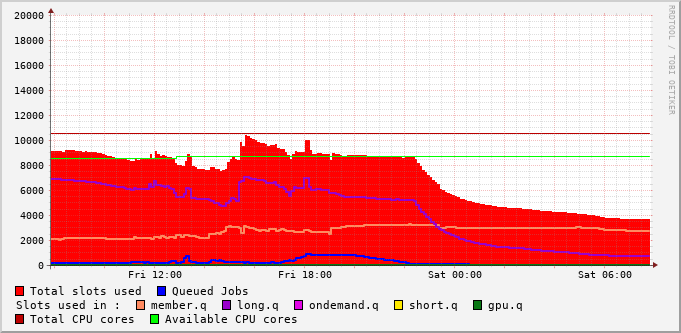 RRDTOOL / TOBI OETIKER
20000
18000
16000
14000
12000
10000
8000
6000
4000
2000
0
Fri 12:00 Fri 18:00 Sat 00:00 Sat 06:00
Total slots used Queued Jobs
Slots used in : member.q long.q ondemand.q short.q gpu.q
Total CPU cores Available CPU cores